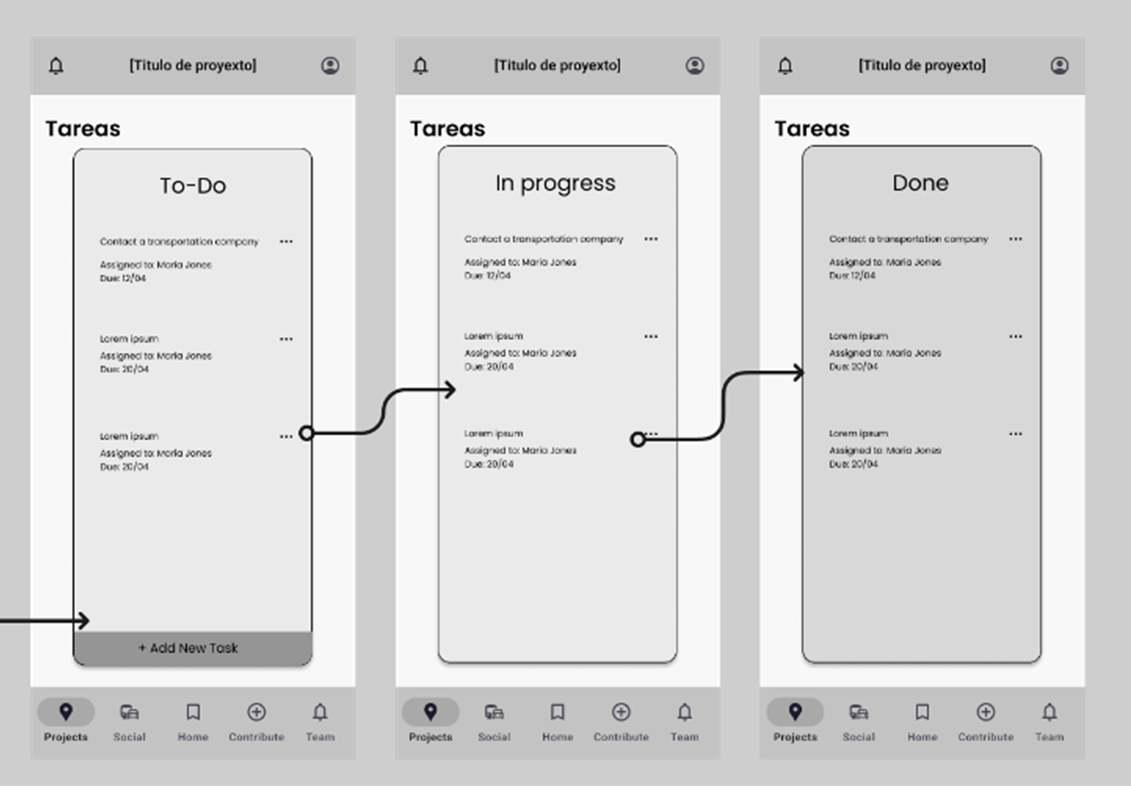 [Titulo de proyexto]
Tareas
To-Do
Contact a transportation company
Assigned to: Maria Jones
Due: 12/04
Lorem ipsum
Assigned to: Maria Jones
Due: 20/04
Lorem ipsum
Assigned to: Maria Jones
Due: 20/04
+ Add New Task
Projects
Social
Home
Contribute
Team
[Titulo de proyexto]
Tareas
In progress
Contact a transportation company
Assigned to: Maria Jones
Due: 12/04
Lorem ipsum
Assigned to: Maria Jones
Due: 20/04
Lorem ipsum
Assigned to: Maria Jones
Due: 20/04
Projects
Social
Home
Contribute
Team
[Titulo de proyexto]
Tareas
Done
Contact a transportation company
Assigned to: Maria Jones
Due: 12/04
Lorem ipsum
Assigned to: Maria Jones
Due: 20/04
Lorem ipsum
Assigned to: Maria Jones
Due: 20/04
Projects
Social
Home
Contribute
Team